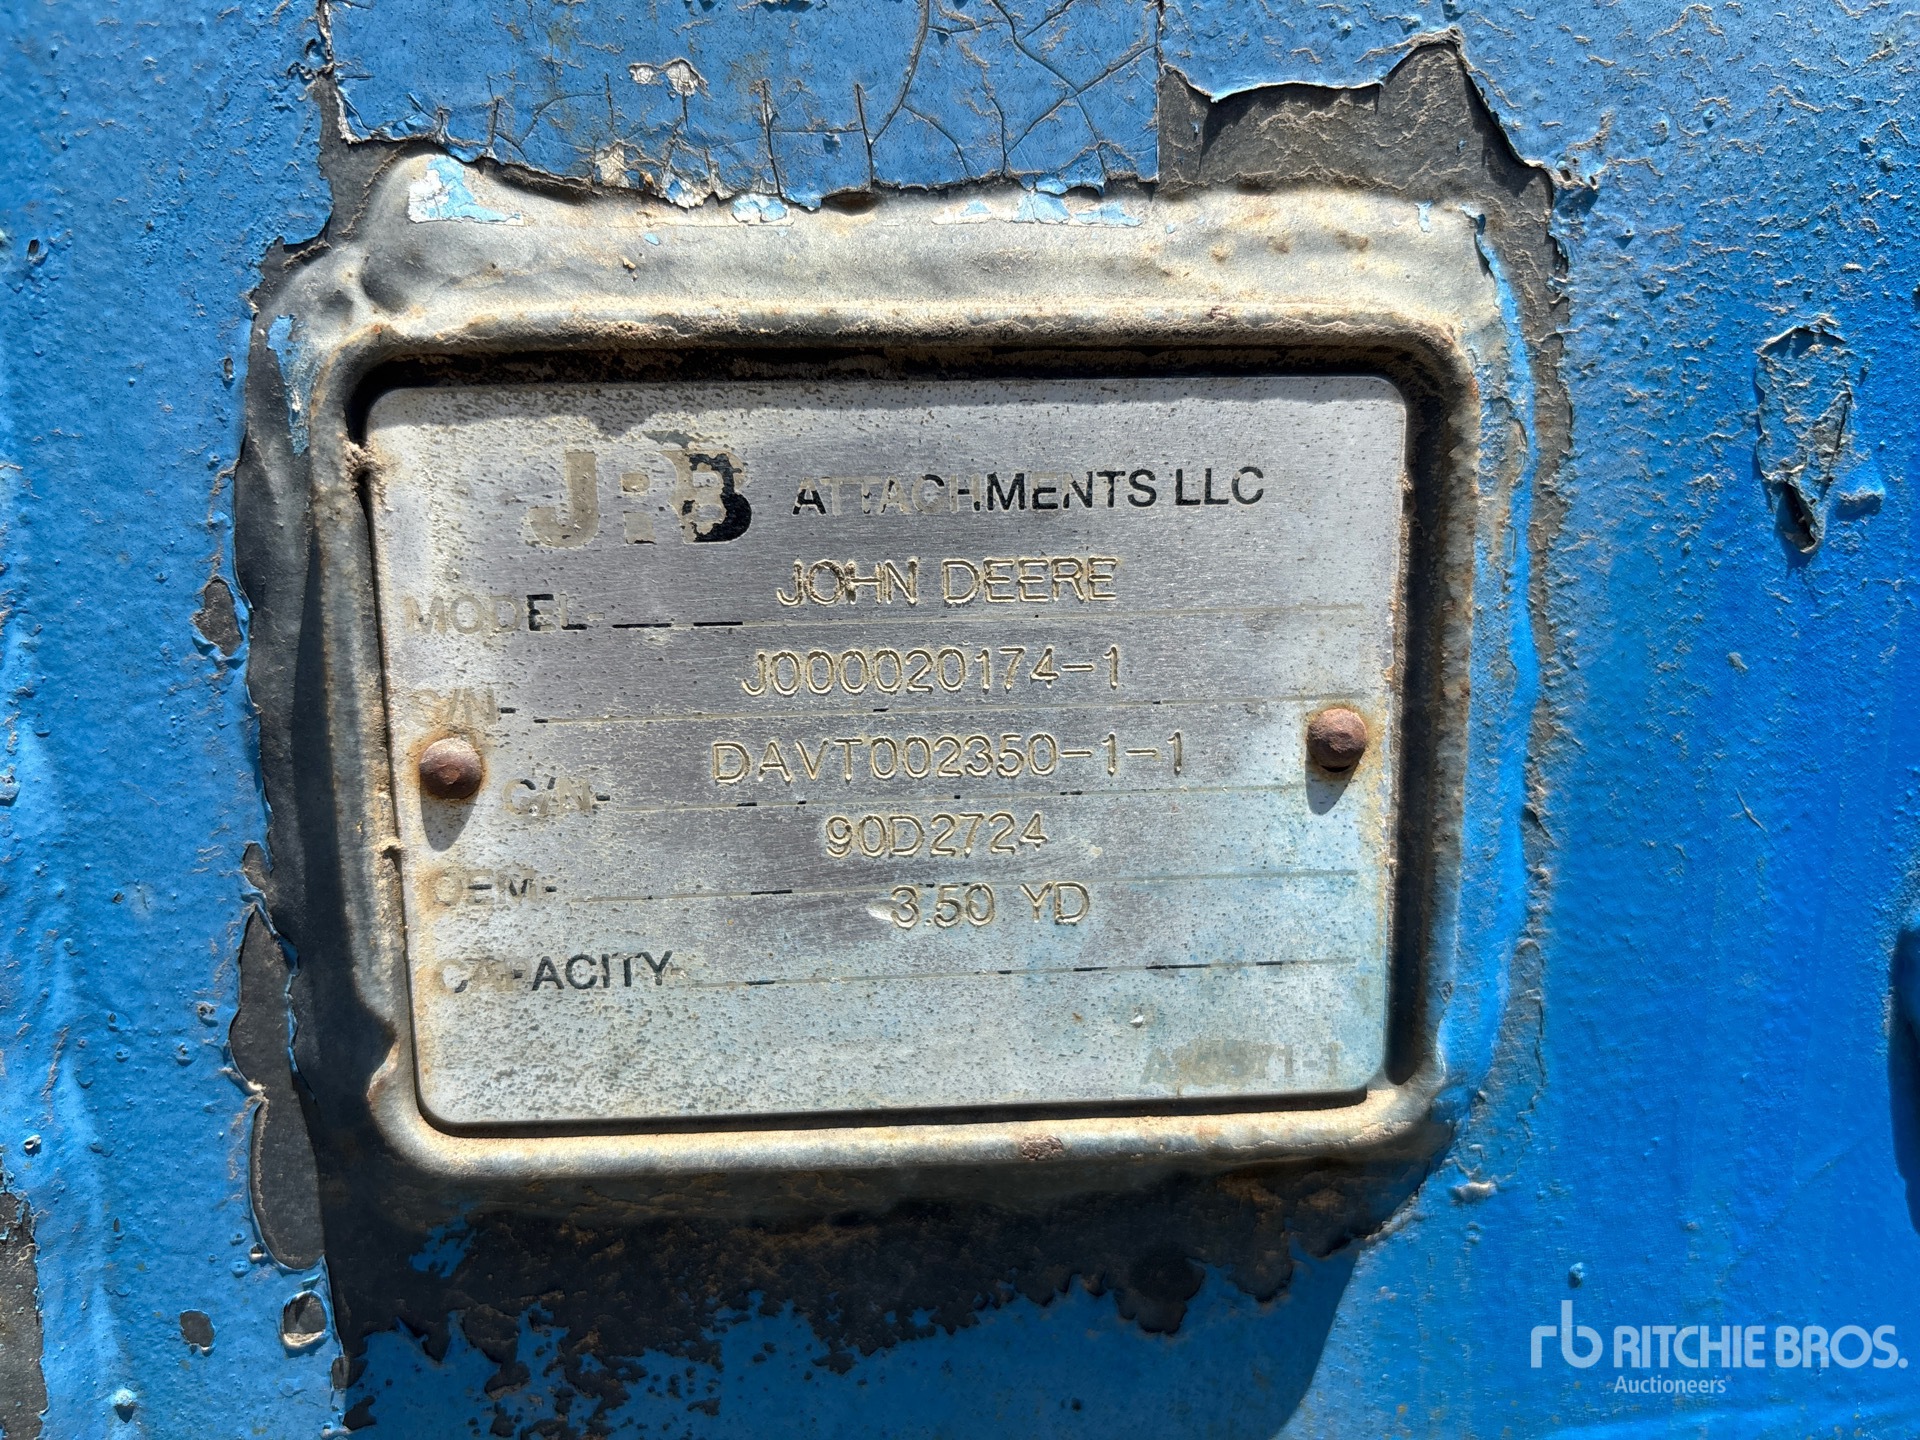 JRB ATTACHMENTS LLC
MODEL- JOHN DEERE
S/N- J000020174-1
C/N- DAVT002350-1-1
OEM- 90D2724
CAPACITY- 3.50 YD
rb RITCHIE BROS.
Auctioneers